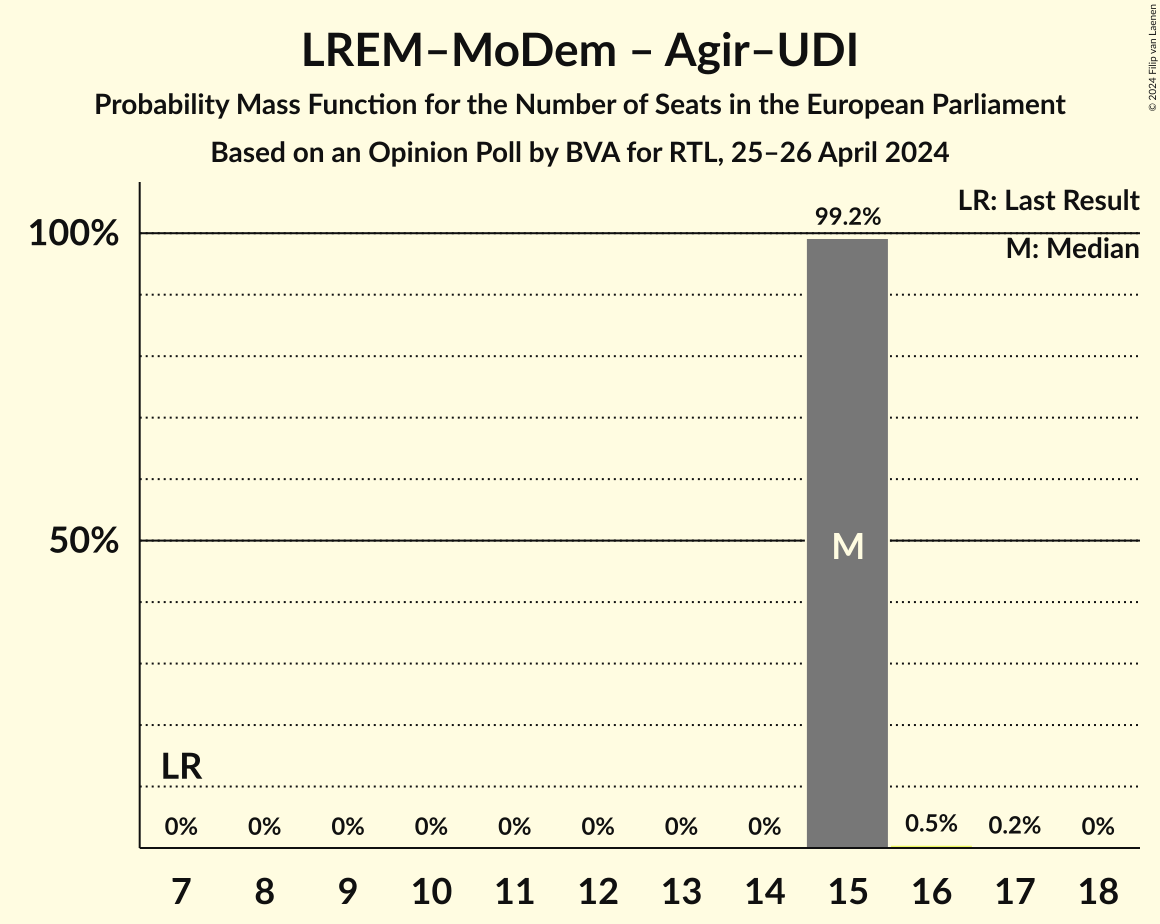 LREM–MoDem – Agir–UDI
Probability Mass Function for the Number of Seats in the European Parliament
Based on an Opinion Poll by BVA for RTL, 25–26 April 2024
© 2024 Filip van Laenen
LR: Last Result
M: Median
99.2%
100%
50%
M
LR
0% 0% 0% 0% 0% 0% 0% 0% 0.5% 0.2% 0%
7 8 9 10 11 12 13 14 15 16 17 18